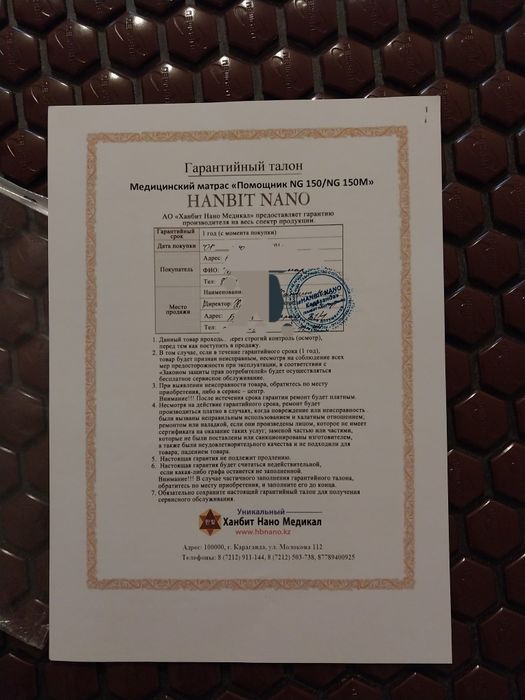 Гарантийный талон
Медицинский матрас «Помощник NG 150/NG 150М»
HANBIT NANO
АО «Ханбит Нано Медикал» предоставляет гарантию
производителя на весь спектр продукции.
Гарантийный срок 1 год (с момента покупки)
Дата покупки
Покупатель
Адрес:
ФИО:
Тел:
Место продажи
Наименовани
Директор:
Адрес:
Тел:
«HANBIT NANO
Караганда»
1. Данный товар проходи через строгий контроль (осмотр),
перед тем как поступить в продажу.
2. В том случае, если в течение гарантийного срока (1 год),
товар будет признан неисправным, несмотря на соблюдение всех
мер предосторожности при эксплуатации, в соответствии с
«Законом защиты прав потребителей» будет осуществляться
бесплатное сервисное обслуживание.
3. При выявлении неисправности товара, обратитесь по месту
приобретения, либо в сервис – центр.
Внимание!!! После истечения срока гарантии ремонт будет платным.
4. Несмотря на действие гарантийного срока, ремонт будет
производиться платно в случаях, когда повреждение или неисправность
были вызваны неправильным использованием и халатным отношением;
ремонтом и наладкой, если они произведены лицом, которое не имеет
сертификата на оказание таких услуг; заменой частью или частями,
которые не были поставлены или санкционированы изготовителем,
а также были неудовлетворительного качества и не подходили для
товара; падением товара.
5. Настоящая гарантия не подлежит продлению.
6. Настоящая гарантия будет считаться недействительной,
если какая-либо графа останется не заполненной.
Внимание!!! В случае частичного заполнения гарантийного талона,
обратитесь по месту приобретения, и заполните его до конца.
7. Обязательно сохраните настоящий гарантийный талон для получения
сервисного обслуживания.
Уникальный
Ханбит Нано Медикал
www.hbnano.kz
Адрес: 100000, г. Караганда, ул. Молокова 112
Телефоны: 8 (7212) 911-144, 8 (7212) 503-738, 87789400925